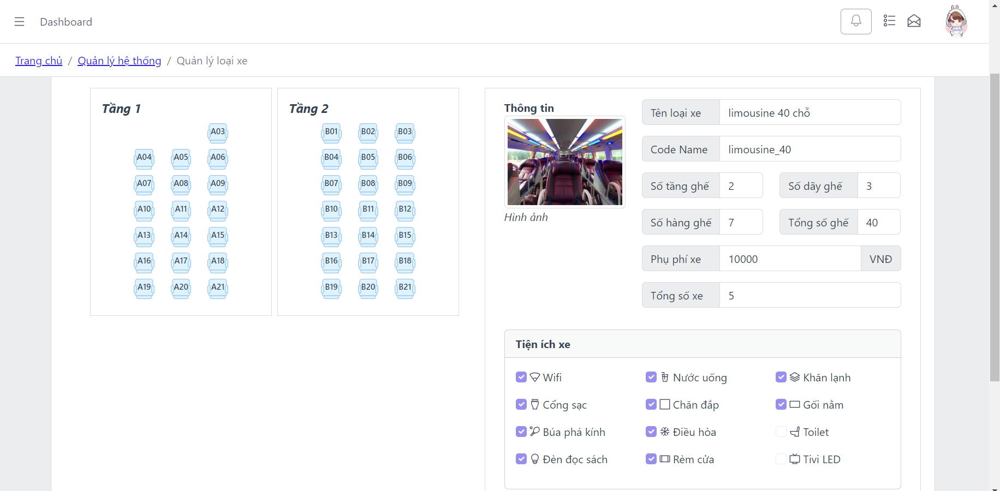 Dashboard
Trang chủ / Quản lý hệ thống / Quản lý loại xe
Tầng 1
A03
A04 A05 A06
A07 A08 A09
A10 A11 A12
A13 A14 A15
A16 A17 A18
A19 A20 A21
Tầng 2
B01 B02 B03
B04 B05 B06
B07 B08 B09
B10 B11 B12
B13 B14 B15
B16 B17 B18
B19 B20 B21
Thông tin
Hình ảnh
Tên loại xe limousine 40 chỗ
Code Name limousine_40
Số tầng ghế 2 Số dãy ghế 3
Số hàng ghế 7 Tổng số ghế 40
Phụ phí xe 10000 VNĐ
Tổng số xe 5
Tiện ích xe
Wifi Nước uống Khăn lạnh
Cổng sạc Chăn đắp Gối nằm
Búa phá kính Điều hòa Toilet
Đèn đọc sách Rèm cửa Tivi LED